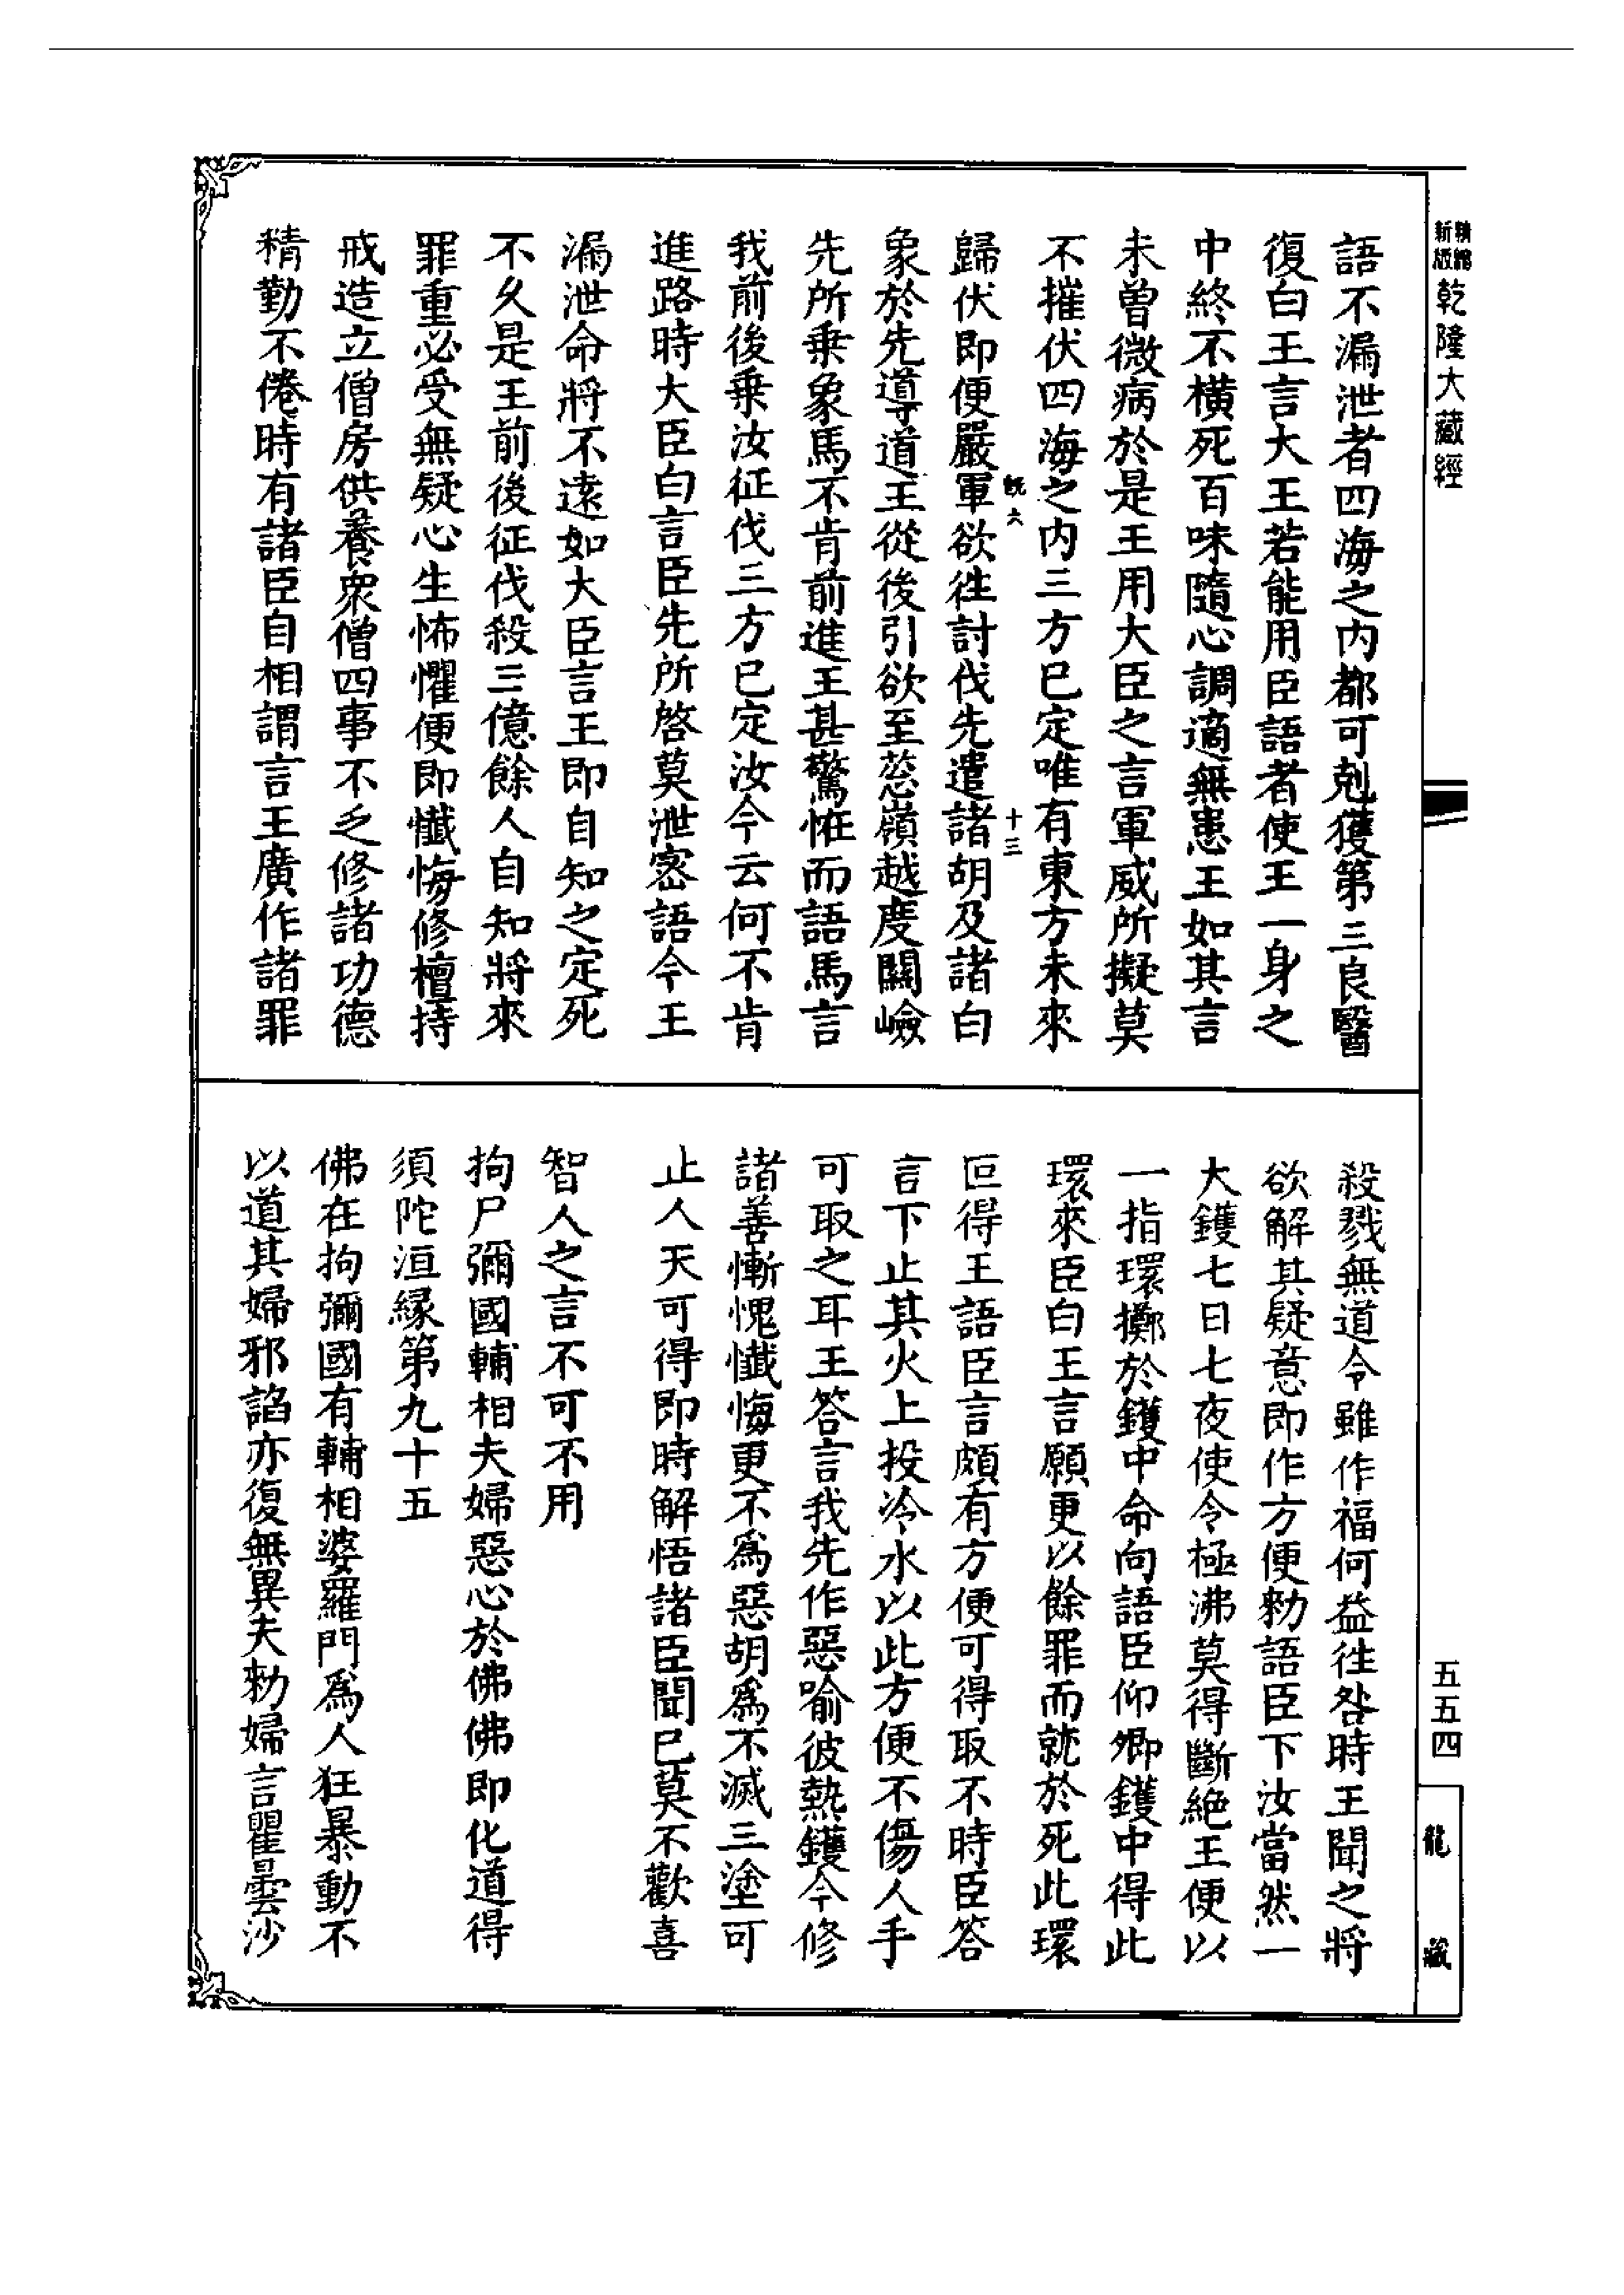 精縮新版
乾隆大藏經
語不漏泄者四海之内都可剋獲第三良醫
復白王言大王若能用臣語者使王一身之
中終不橫死百味隨心調適無患王如其言
未曾微病於是王用大臣之言軍威所擬莫
不摧伏四海之内三方已定唯有東方未來
既六
十三
歸伏即便嚴軍欲往討伐先遣諸胡及諸白
象於先導道王從後引欲至蔥嶺越度關嶮
先所乗象馬不肯前進王甚驚恠而語馬言
我前後乗汝征伐三方已定汝今云何不肯
進路時大臣白言臣先所啓莫泄密語今王
漏泄命將不遠如大臣言王即自知之定死
不久是王前後征伐殺三億餘人自知將來
罪重必受無疑心生怖懼便即懺悔修檀持
戒造立僧房供養衆僧四事不乏修諸功德
精勤不倦時有諸臣自相謂言王廣作諸罪
殺戮無道令雖作福何益往咎時王聞之將
欲解其疑意即作方便勑語臣下汝當然一
大鑊七日七夜使令極沸莫得斷絶王便以
一指環擲於鑊中命向語臣仰卿鑊中得此
環來臣白王言願更以餘罪而就於死此環
叵得王語臣言頗有方便可得取不時臣答
言下止其火上投冷水以此方便不傷人手
可取之耳王答言我先作惡喻彼熱鑊今修
諸善慚愧懺悔更不爲惡胡爲不滅三塗可
止人天可得即時解悟諸臣聞已莫不歡喜
智人之言不可不用
拘尸彌國輔相夫婦惡心於佛佛即化道得
須陀洹縁第九十五
佛在拘彌國有輔相婆羅門爲人狂暴動不
以道其婦邪諂亦復無異夫勑婦言瞿曇沙
五五四
龍藏